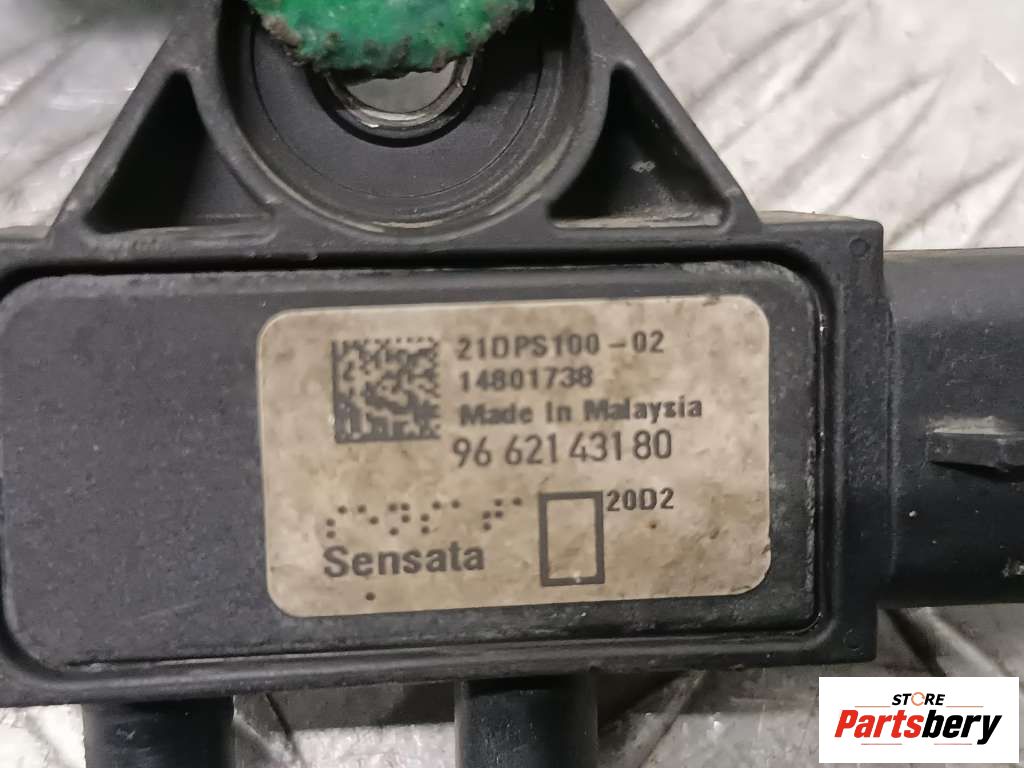 21DPS100-02
14801738
Made In Malaysia
96 621 431 80
20D2
Sensata
STORE
Partsbery